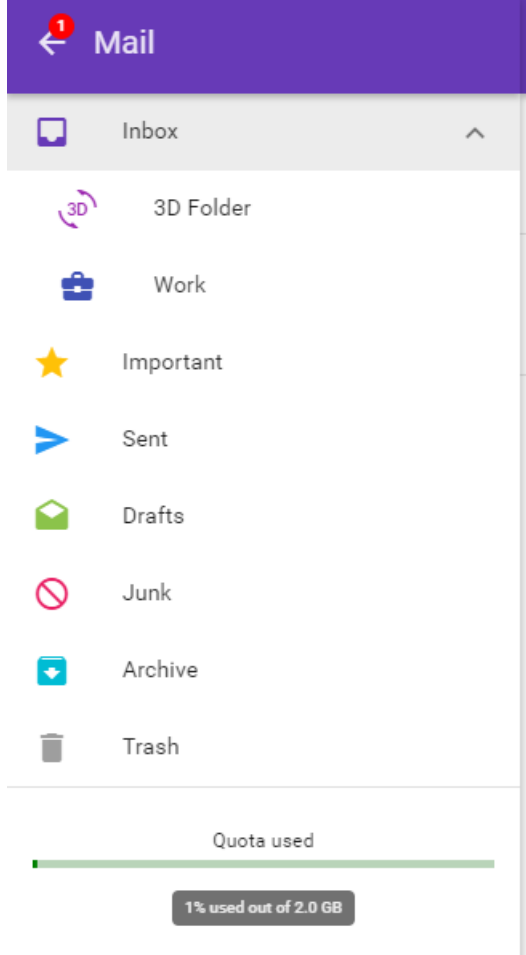 1
Mail
Inbox
3D
3D Folder
Work
Important
Sent
Drafts
Junk
Archive
Trash
Quota used
1% used out of 2.0 GB